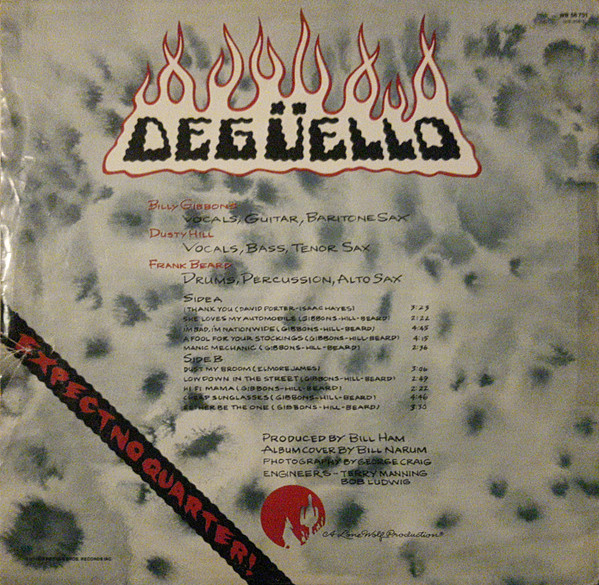 DEGÜELLO
BILLY GIBBONS
VOCALS, GUITAR, BARITONE SAX
DUSTY HILL
VOCALS, BASS, TENOR SAX
FRANK BEARD
DRUMS, PERCUSSION, ALTO SAX
SIDE A
I THANK YOU (DAVID PORTER-ISAAC HAYES) 3:23
SHE LOVES MY AUTOMOBILE (GIBBONS-HILL-BEARD) 2:22
I'M BAD, I'M NATIONWIDE (GIBBONS-HILL-BEARD) 4:45
A FOOL FOR YOUR STOCKINGS (GIBBONS-HILL-BEARD) 4:15
MANIC MECHANIC (GIBBONS-HILL-BEARD) 2:36
SIDE B
DUST MY BROOM (ELMORE JAMES) 3:06
LOWDOWN IN THE STREET (GIBBONS-HILL-BEARD) 2:49
HI FI MAMA (GIBBONS-HILL-BEARD) 2:22
CHEAP SUNGLASSES (GIBBONS-HILL-BEARD) 4:46
ESTHER BE THE ONE (GIBBONS-HILL-BEARD) 3:30
EXPECT NO QUARTER!
PRODUCED BY BILL HAM
ALBUM COVER BY BILL NARUM
PHOTOGRAPHY BY GEORGE CRAIG
ENGINEERS - TERRY MANNING
BOB LUDWIG
A Lone Wolf Production®